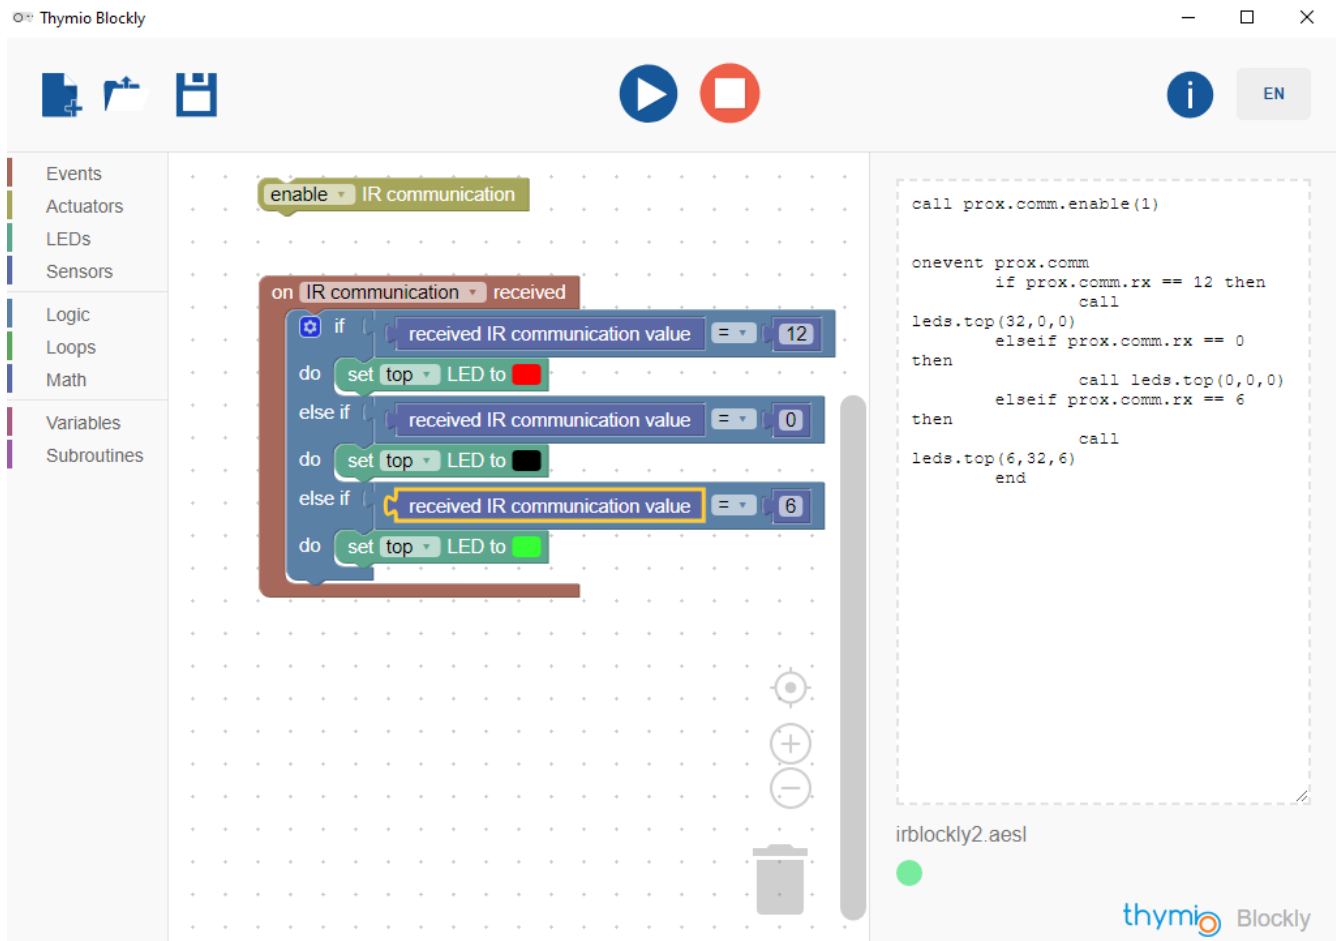 Thymio Blockly
EN
Events
Actuators
LEDs
Sensors
Logic
Loops
Math
Variables
Subroutines
enable IR communication
on IR communication received
if received IR communication value = 12
do set top LED to
else if received IR communication value = 0
do set top LED to
else if received IR communication value = 6
do set top LED to
call prox.comm.enable(1)
onevent prox.comm
if prox.comm.rx == 12 then
call
leds.top(32,0,0)
elseif prox.comm.rx == 0
then
call leds.top(0,0,0)
elseif prox.comm.rx == 6
then
call
leds.top(6,32,6)
end
irblockly2.aesl
thymio Blockly